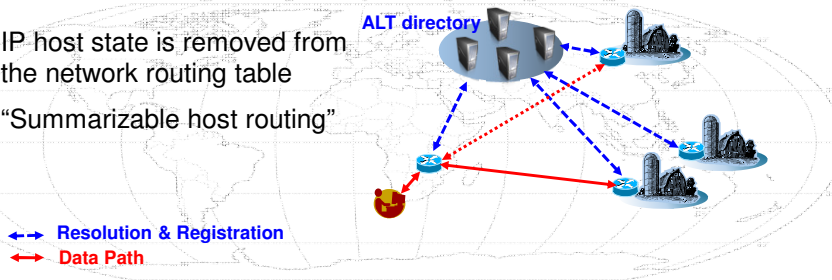 ALT directory
IP host state is removed from
the network routing table
“Summarizable host routing”
Resolution & Registration
Data Path